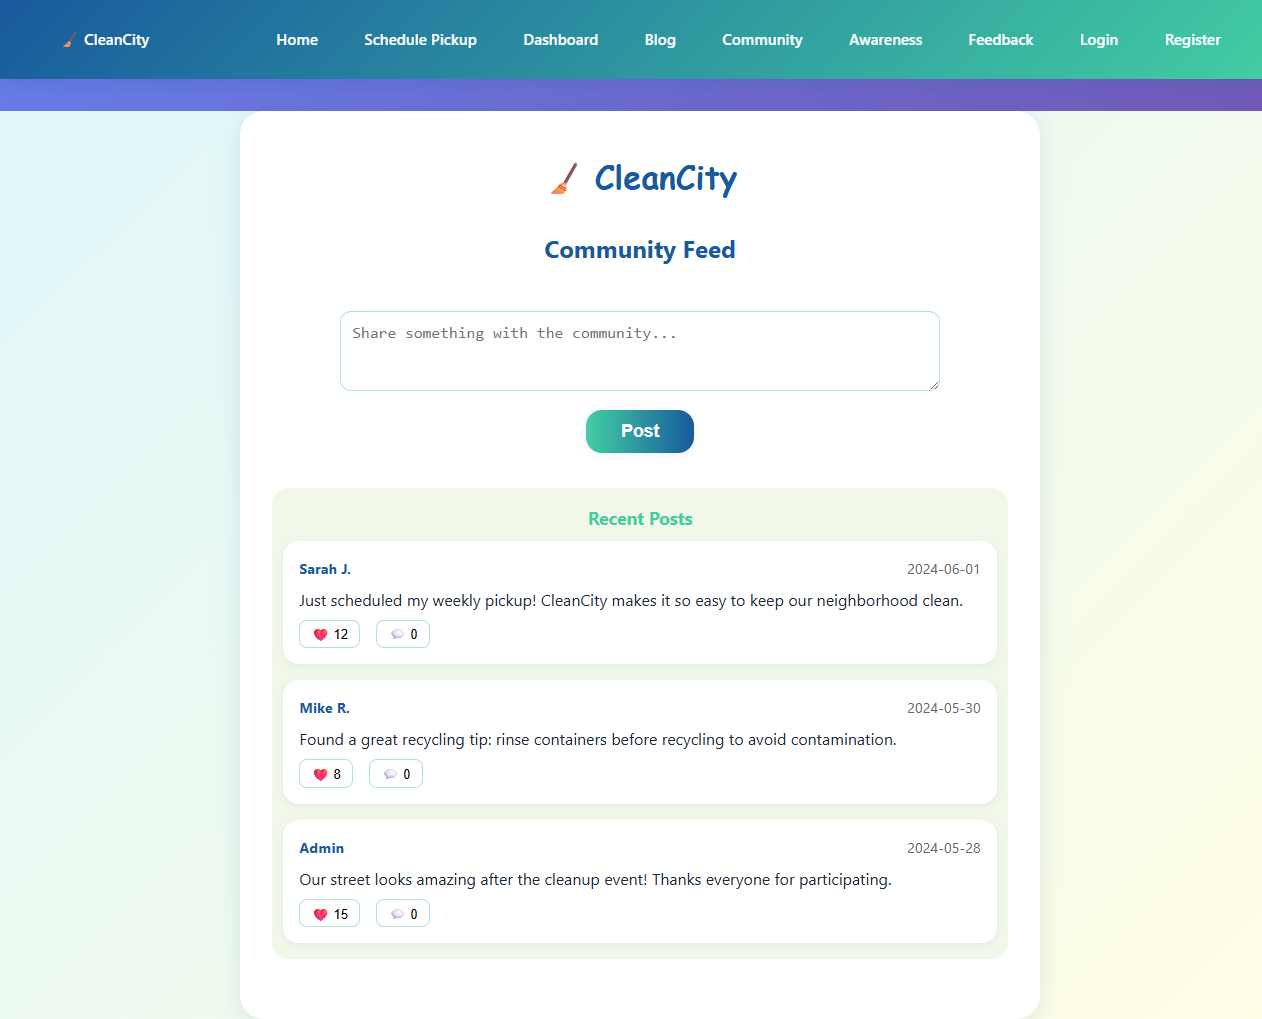 🧹 CleanCity Home Schedule Pickup Dashboard Blog Community Awareness Feedback Login Register
🧹 CleanCity
Community Feed
Share something with the community...
Post
Recent Posts
Sarah J. 2024-06-01
Just scheduled my weekly pickup! CleanCity makes it so easy to keep our neighborhood clean.
❤️ 12 💬 0
Mike R. 2024-05-30
Found a great recycling tip: rinse containers before recycling to avoid contamination.
❤️ 8 💬 0
Admin 2024-05-28
Our street looks amazing after the cleanup event! Thanks everyone for participating.
❤️ 15 💬 0